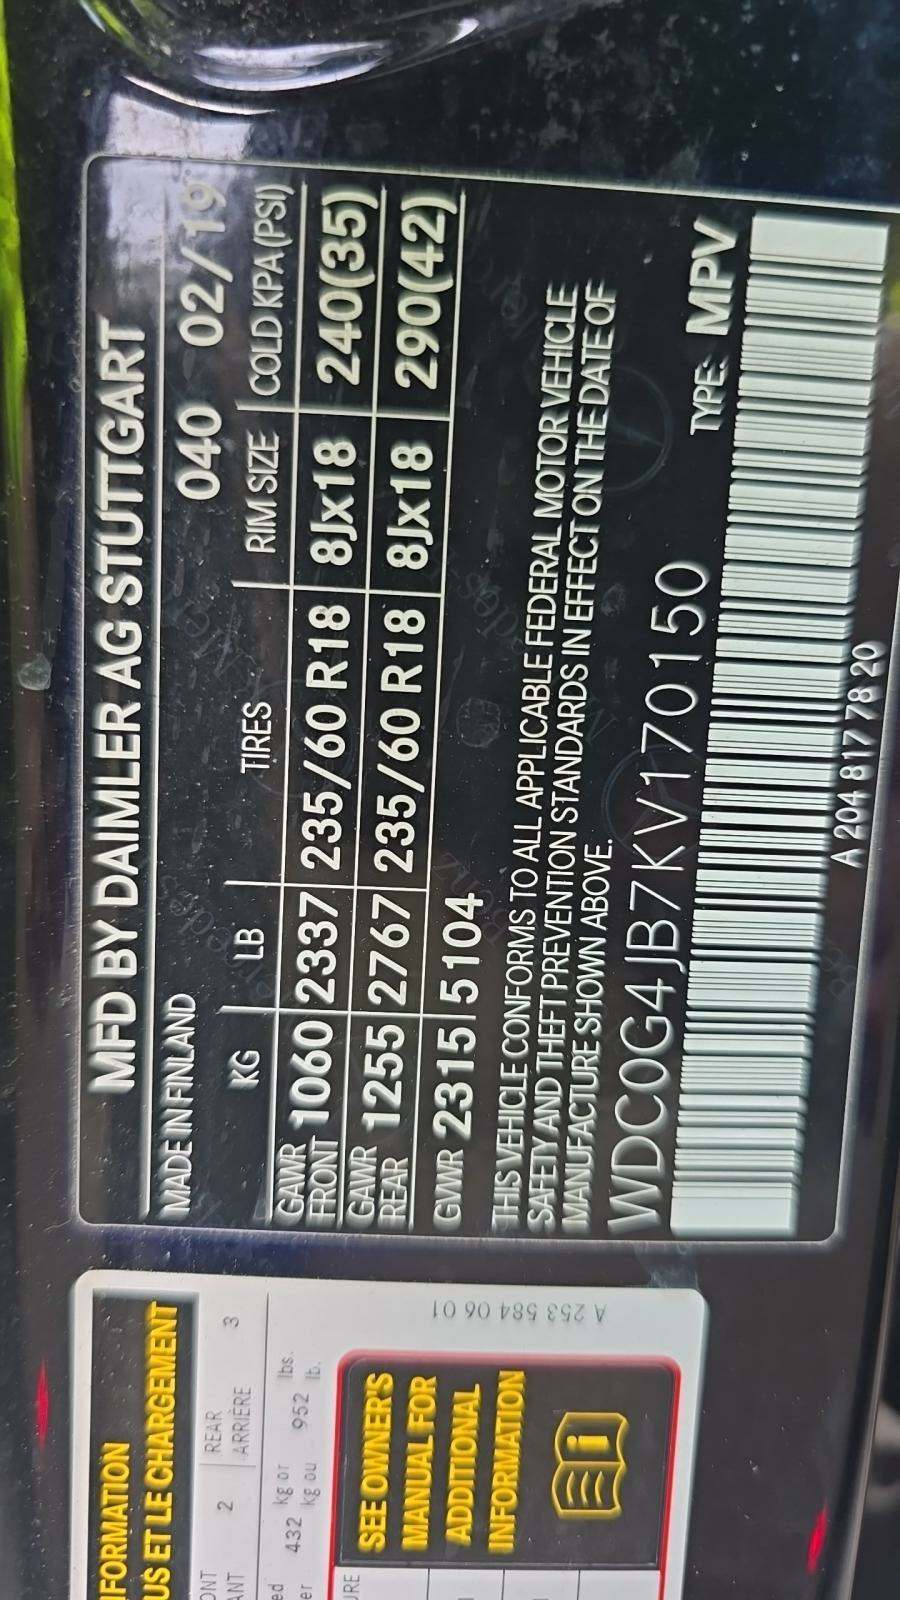 MFD BY DAIMLER AG STUTTGART
MADE IN FINLAND 040 02/19
KG LB TIRES RIM SIZE COLD KPA (PSI)
GAWR FRONT 1060 2337 235/60 R18 8Jx18 240(35)
GAWR REAR 1255 2767 235/60 R18 8Jx18 290(42)
GVWR 2315 5104
THIS VEHICLE CONFORMS TO ALL APPLICABLE FEDERAL MOTOR VEHICLE
SAFETY AND THEFT PREVENTION STANDARDS IN EFFECT ON THE DATE OF
MANUFACTURE SHOWN ABOVE.
WDC0G4JB7KV170150 TYPE: MPV
A 204 817 78 20
US ET LE CHARGEMENT
2 REAR 3
ARRIÈRE
432 kg or lbs.
kg ou 952 lb.
SEE OWNER'S
MANUAL FOR
ADDITIONAL
INFORMATION
A 253 584 06 01